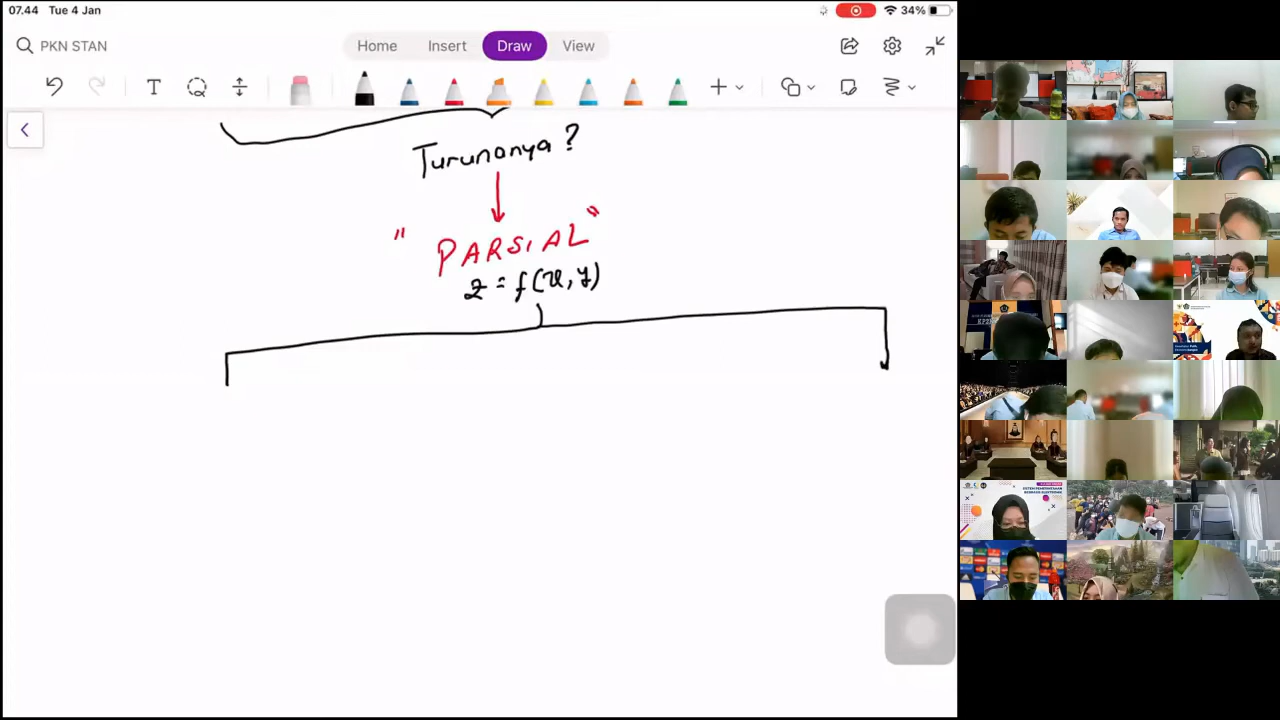 07.44 Tue 4 Jan
34%
PKN STAN
Home Insert Draw View
T
Turunanya ?
" PARSIAL "
z = f(x, y)